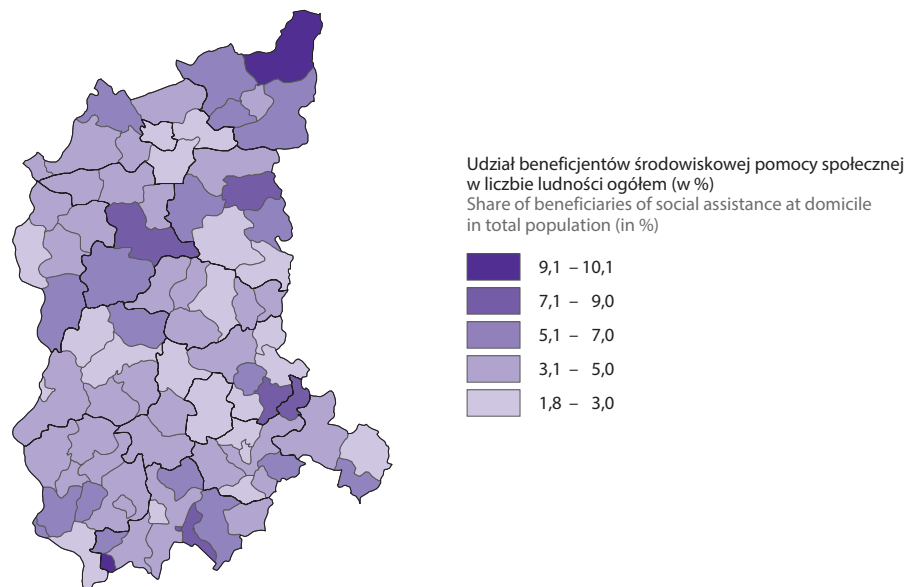 Udział beneficjentów środowiskowej pomocy społecznej
w liczbie ludności ogółem (w %)
Share of beneficiaries of social assistance at domicile
in total population (in %)
9,1 – 10,1
7,1 – 9,0
5,1 – 7,0
3,1 – 5,0
1,8 – 3,0